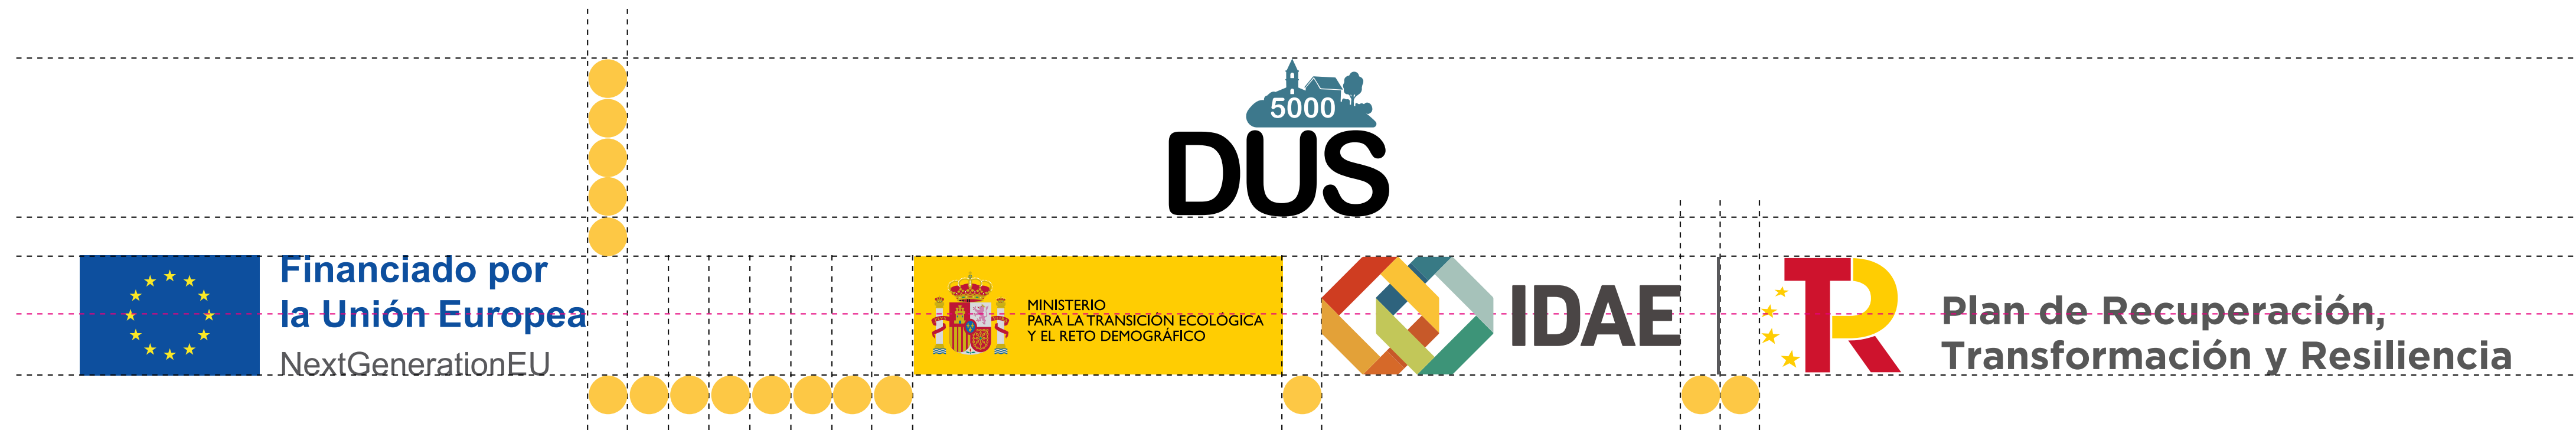 5000
DUS
Financiado por
la Unión Europea
NextGenerationEU
MINISTERIO
PARA LA TRANSICIÓN ECOLÓGICA
Y EL RETO DEMOGRÁFICO
IDAE
TR
Plan de Recuperación,
Transformación y Resiliencia